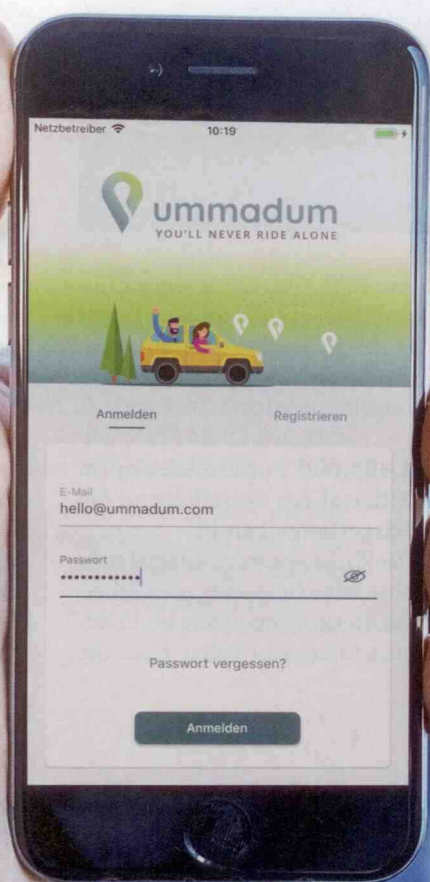 Netzbetreiber 10:19
ummadum
YOU'LL NEVER RIDE ALONE
Anmelden Registrieren
E-Mail
hello@ummadum.com
Passwort
••••••••••••
Passwort vergessen?
Anmelden